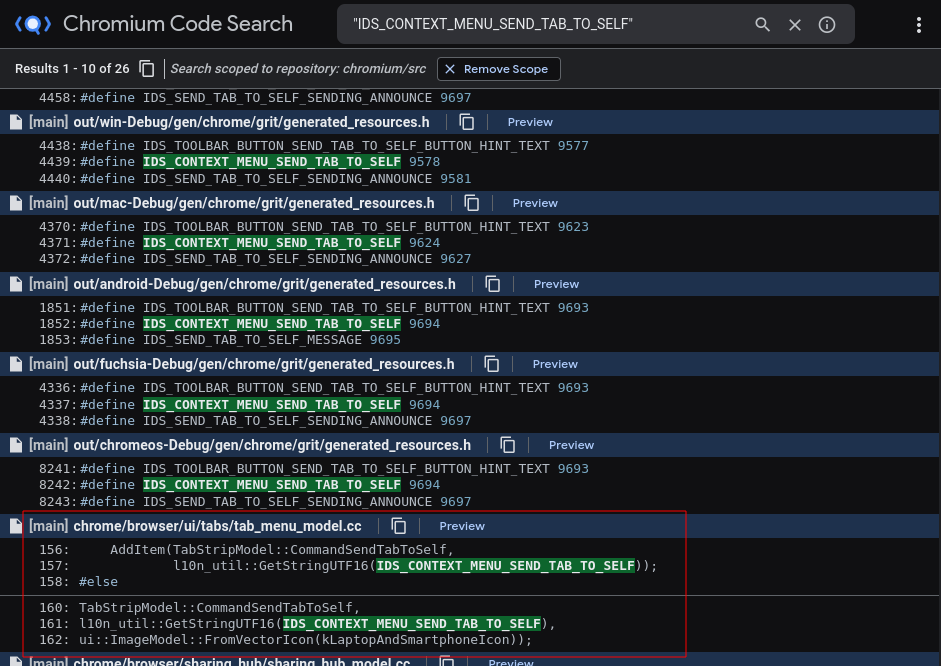 Chromium Code Search
"IDS_CONTEXT_MENU_SEND_TAB_TO_SELF"
Results 1 - 10 of 26 Search scoped to repository: chromium/src Remove Scope
4458: #define IDS_SEND_TAB_TO_SELF_SENDING_ANNOUNCE 9697
[main] out/win-Debug/gen/chrome/grit/generated_resources.h Preview
4438: #define IDS_TOOLBAR_BUTTON_SEND_TAB_TO_SELF_BUTTON_HINT_TEXT 9577
4439: #define IDS_CONTEXT_MENU_SEND_TAB_TO_SELF 9578
4440: #define IDS_SEND_TAB_TO_SELF_SENDING_ANNOUNCE 9581
[main] out/mac-Debug/gen/chrome/grit/generated_resources.h Preview
4370: #define IDS_TOOLBAR_BUTTON_SEND_TAB_TO_SELF_BUTTON_HINT_TEXT 9623
4371: #define IDS_CONTEXT_MENU_SEND_TAB_TO_SELF 9624
4372: #define IDS_SEND_TAB_TO_SELF_SENDING_ANNOUNCE 9627
[main] out/android-Debug/gen/chrome/grit/generated_resources.h Preview
1851: #define IDS_TOOLBAR_BUTTON_SEND_TAB_TO_SELF_BUTTON_HINT_TEXT 9693
1852: #define IDS_CONTEXT_MENU_SEND_TAB_TO_SELF 9694
1853: #define IDS_SEND_TAB_TO_SELF_MESSAGE 9695
[main] out/fuchsia-Debug/gen/chrome/grit/generated_resources.h Preview
4336: #define IDS_TOOLBAR_BUTTON_SEND_TAB_TO_SELF_BUTTON_HINT_TEXT 9693
4337: #define IDS_CONTEXT_MENU_SEND_TAB_TO_SELF 9694
4338: #define IDS_SEND_TAB_TO_SELF_SENDING_ANNOUNCE 9697
[main] out/chromeos-Debug/gen/chrome/grit/generated_resources.h Preview
8241: #define IDS_TOOLBAR_BUTTON_SEND_TAB_TO_SELF_BUTTON_HINT_TEXT 9693
8242: #define IDS_CONTEXT_MENU_SEND_TAB_TO_SELF 9694
8243: #define IDS_SEND_TAB_TO_SELF_SENDING_ANNOUNCE 9697
[main] chrome/browser/ui/tabs/tab_menu_model.cc Preview
156: AddItem(TabStripModel::CommandSendTabToSelf,
157: l10n_util::GetStringUTF16(IDS_CONTEXT_MENU_SEND_TAB_TO_SELF));
158: #else
160: TabStripModel::CommandSendTabToSelf,
161: l10n_util::GetStringUTF16(IDS_CONTEXT_MENU_SEND_TAB_TO_SELF),
162: ui::ImageModel::FromVectorIcon(kLaptopAndSmartphoneIcon));
[main] chrome/browser/sharing_hub/sharing_hub_model.cc Preview